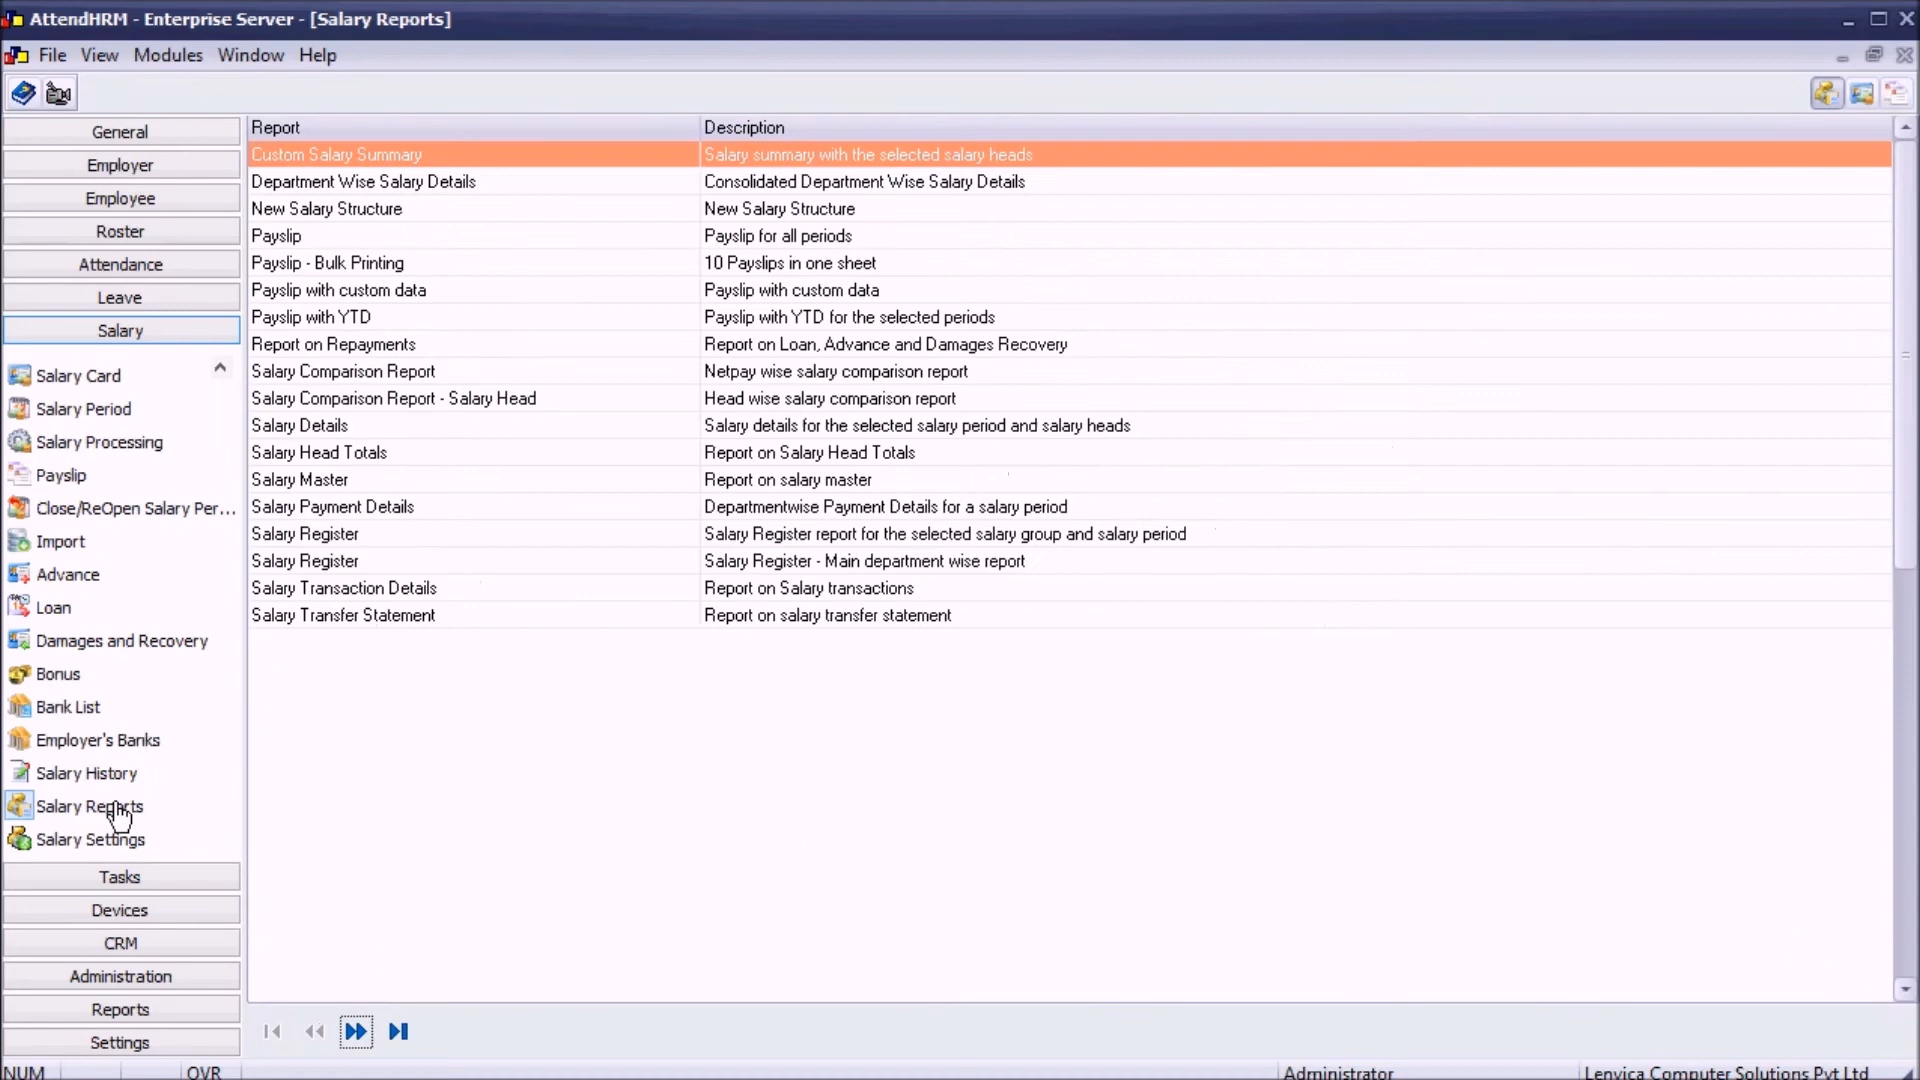 AttendHRM - Enterprise Server - [Salary Reports]
File View Modules Window Help
General
Employer
Employee
Roster
Attendance
Leave
Salary
Salary Card
Salary Period
Salary Processing
Payslip
Close/ReOpen Salary Per...
Import
Advance
Loan
Damages and Recovery
Bonus
Bank List
Employer's Banks
Salary History
Salary Reports
Salary Settings
Tasks
Devices
CRM
Administration
Reports
Settings
Report Description
Custom Salary Summary Salary summary with the selected salary heads
Department Wise Salary Details Consolidated Department Wise Salary Details
New Salary Structure New Salary Structure
Payslip Payslip for all periods
Payslip - Bulk Printing 10 Payslips in one sheet
Payslip with custom data Payslip with custom data
Payslip with YTD Payslip with YTD for the selected periods
Report on Repayments Report on Loan, Advance and Damages Recovery
Salary Comparison Report Netpay wise salary comparison report
Salary Comparison Report - Salary Head Head wise salary comparison report
Salary Details Salary details for the selected salary period and salary heads
Salary Head Totals Report on Salary Head Totals
Salary Master Report on salary master
Salary Payment Details Departmentwise Payment Details for a salary period
Salary Register Salary Register report for the selected salary group and salary period
Salary Register Salary Register - Main department wise report
Salary Transaction Details Report on Salary transactions
Salary Transfer Statement Report on salary transfer statement
NUM OVR Administrator Lenvica Computer Solutions Pvt Ltd